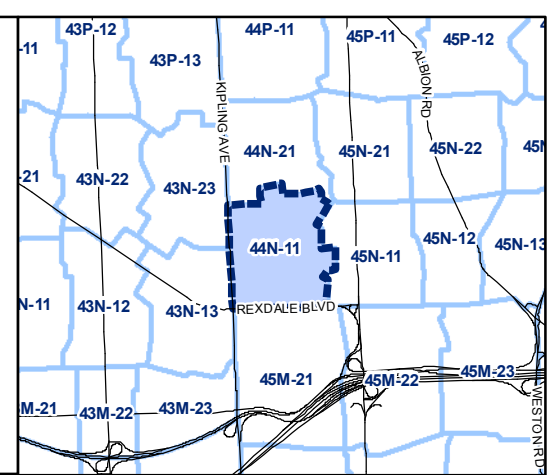 43P-12
44P-11
45P-11
45P-12
-11
43P-13
ALBION RD
KIPLING AVE
44N-21
45N-21
45N-22
45N
-21
43N-22
43N-23
44N-11
45N-11
45N-12
45N-13
N-11
43N-12
43N-13
REXDALE BLVD
45M-21
45M-22
45M-23
M-21
43M-22
43M-23
WESTON RD